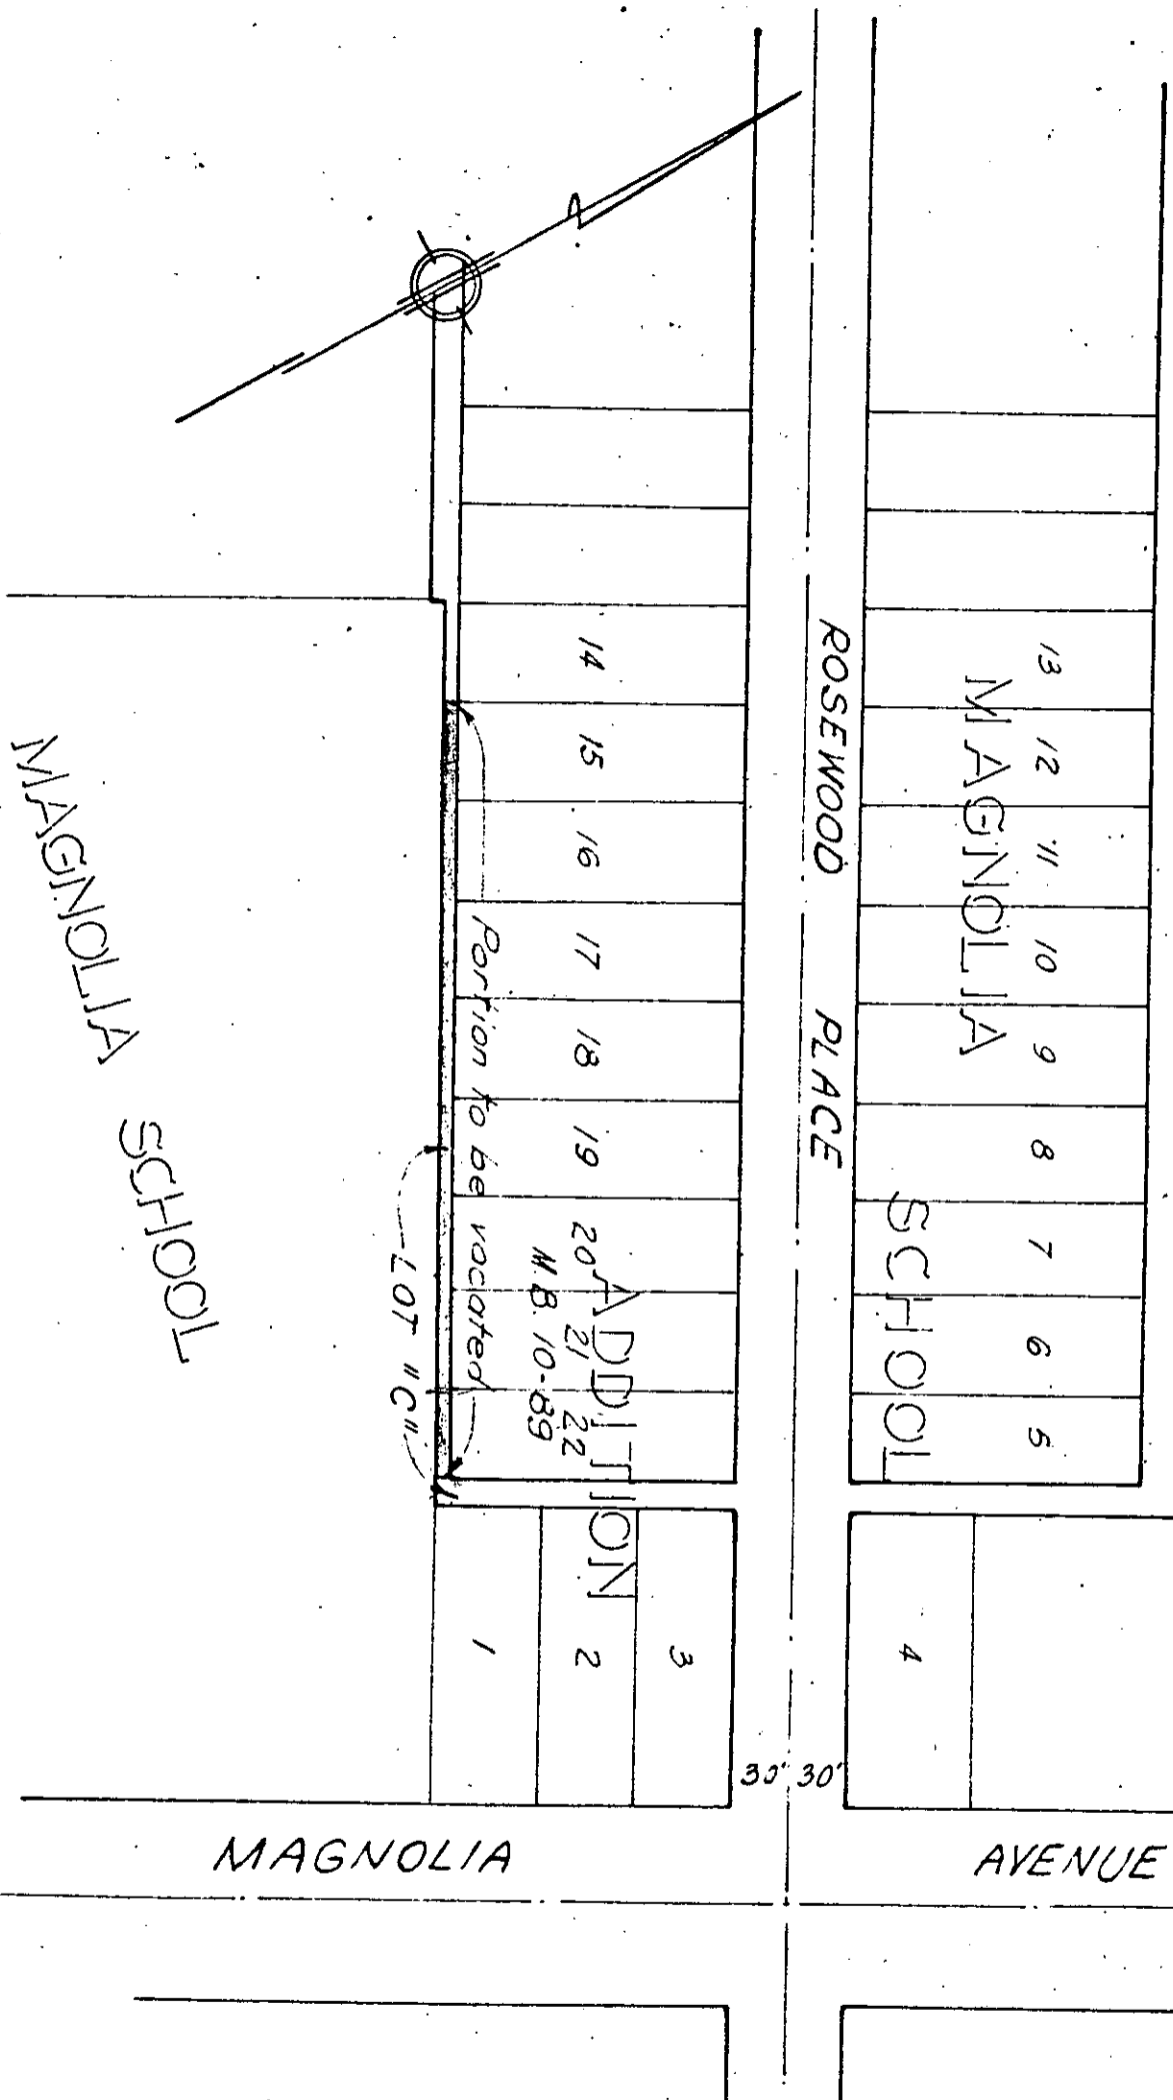 MAGNOLIA
SCHOOL
ADDITION
M.B. 10-89
13
12
11
10
9
8
7
6
5
4
ROSEWOOD PLACE
14
15
16
17
18
19
20
21
22
3
2
1
Portion to be vacated
LOT "C"
MAGNOLIA SCHOOL
30' 30'
MAGNOLIA AVENUE